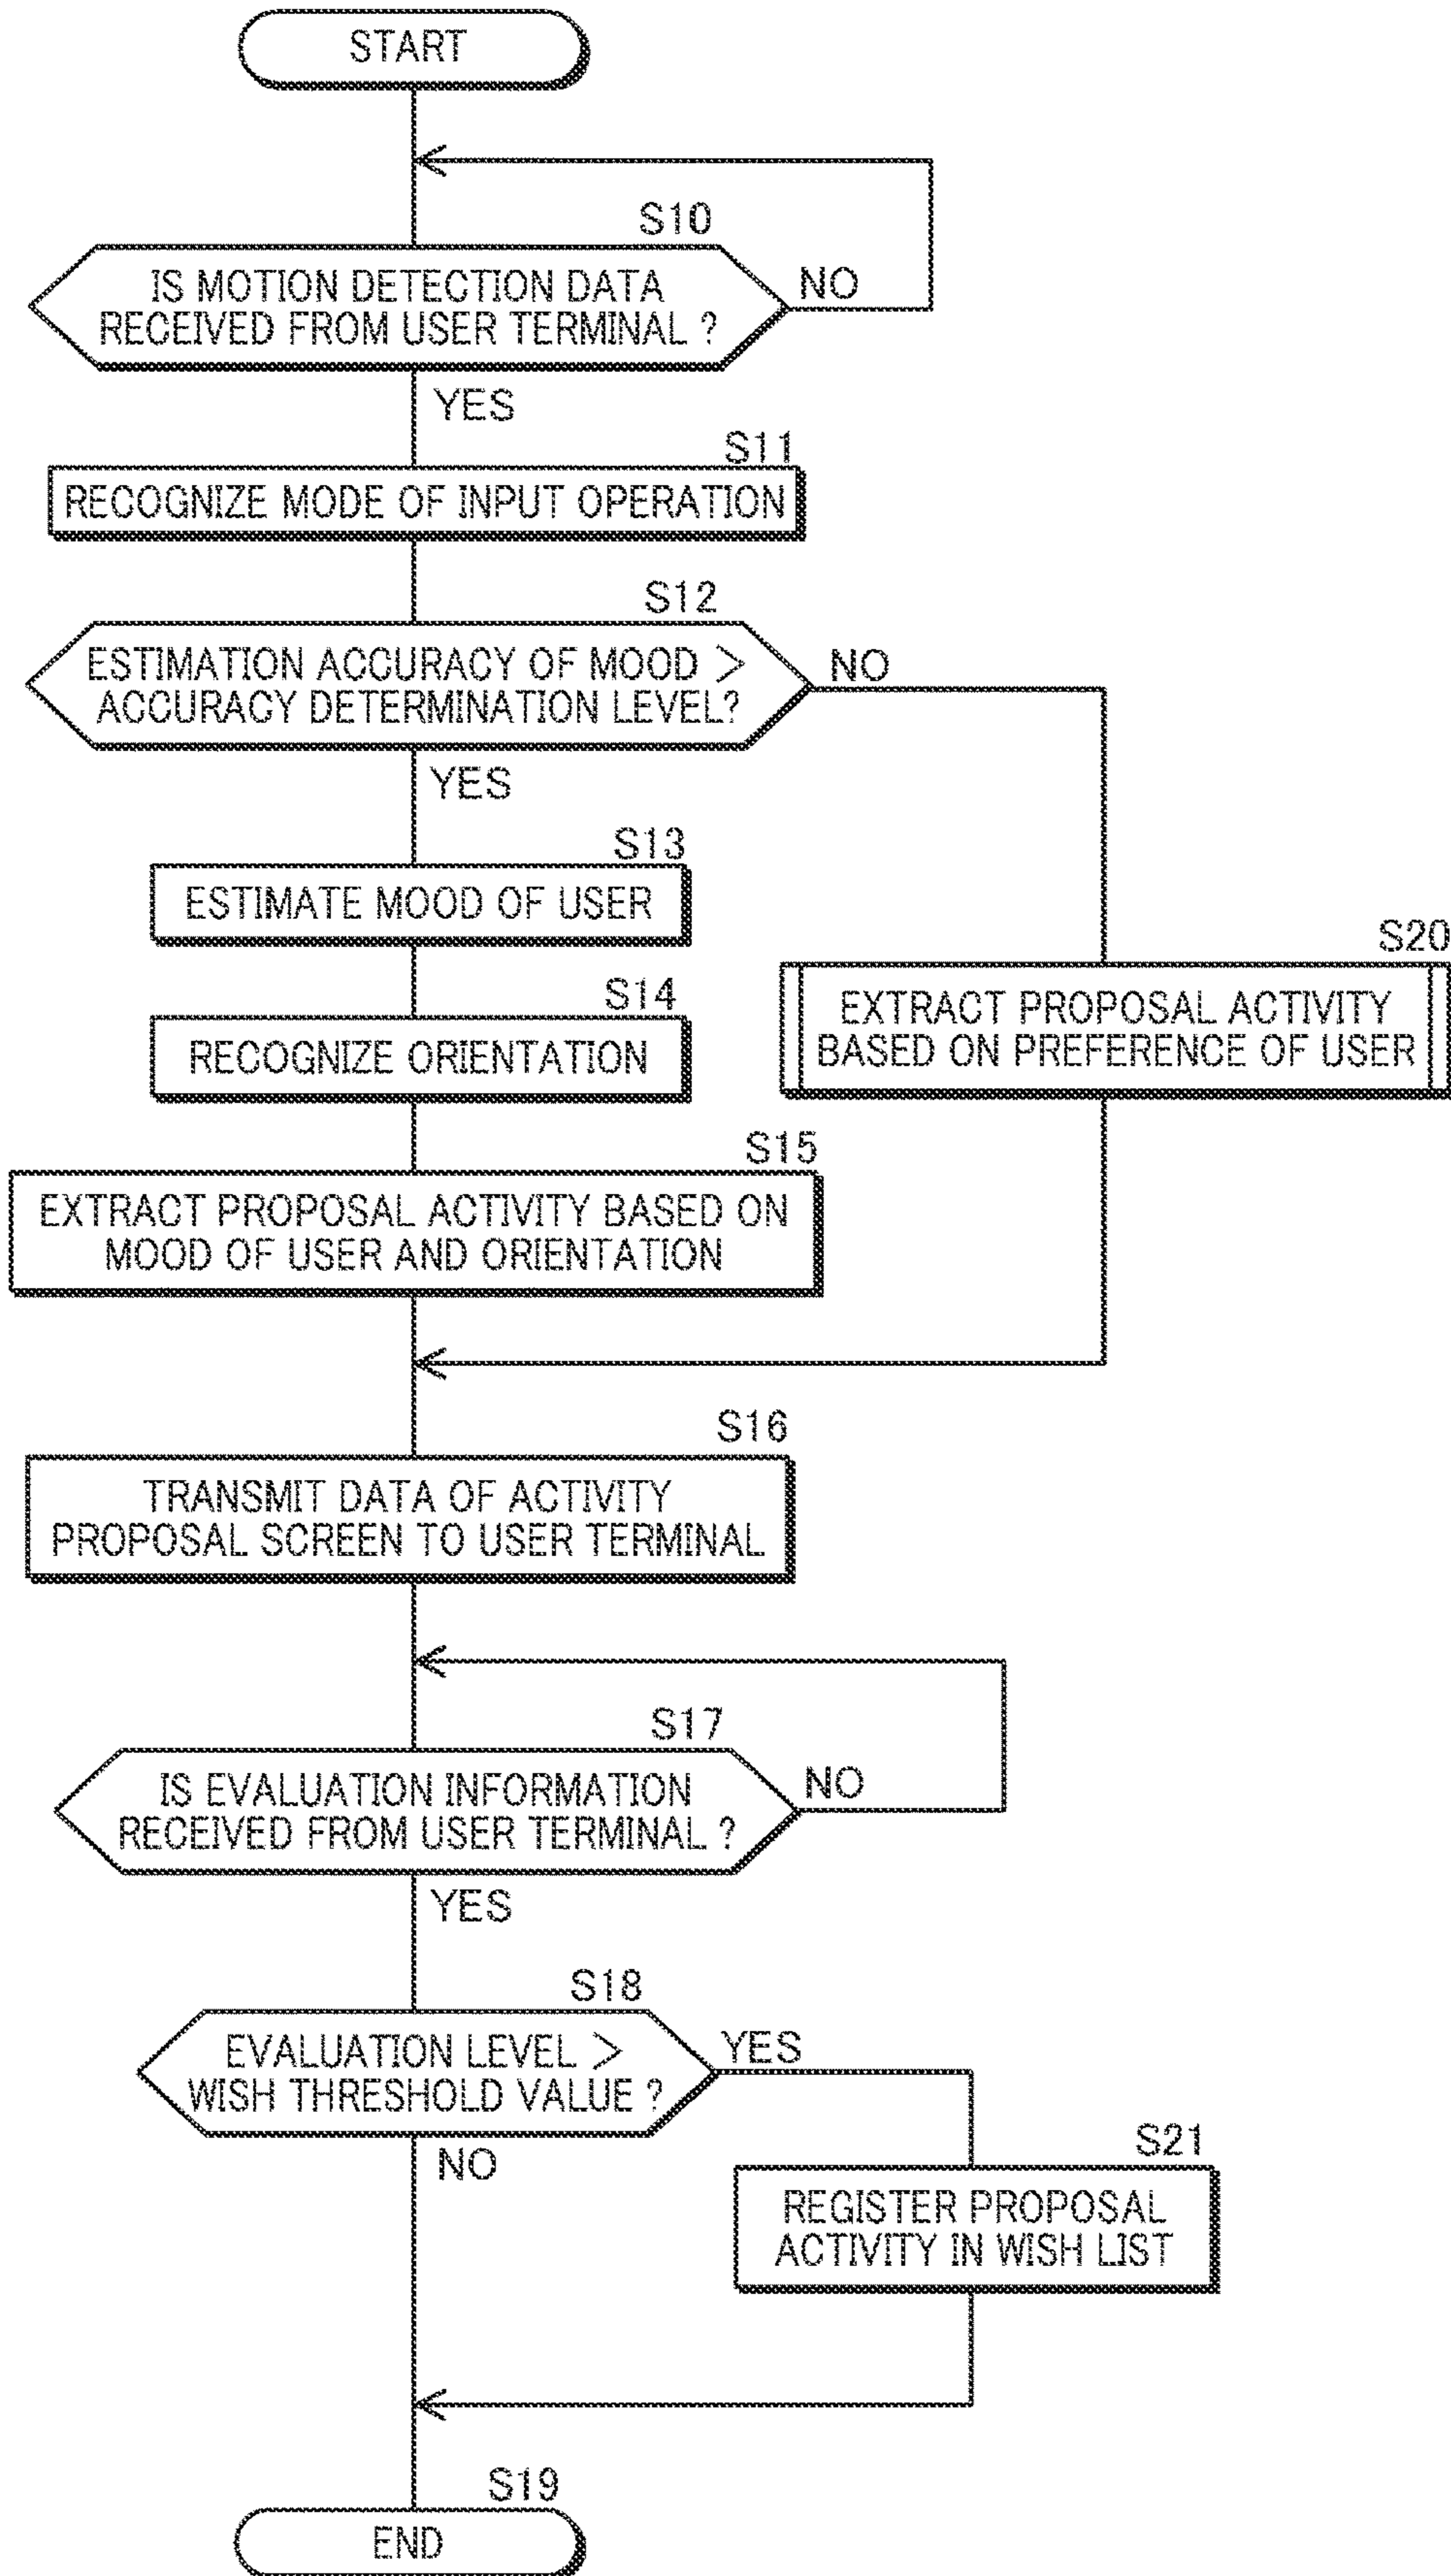 START
S10
IS MOTION DETECTION DATA
RECEIVED FROM USER TERMINAL ?
NO
YES
S11
RECOGNIZE MODE OF INPUT OPERATION
S12
ESTIMATION ACCURACY OF MOOD >
ACCURACY DETERMINATION LEVEL?
NO
YES
S13
ESTIMATE MOOD OF USER
S14
RECOGNIZE ORIENTATION
S20
EXTRACT PROPOSAL ACTIVITY
BASED ON PREFERENCE OF USER
S15
EXTRACT PROPOSAL ACTIVITY BASED ON
MOOD OF USER AND ORIENTATION
S16
TRANSMIT DATA OF ACTIVITY
PROPOSAL SCREEN TO USER TERMINAL
S17
IS EVALUATION INFORMATION
RECEIVED FROM USER TERMINAL ?
NO
YES
S18
EVALUATION LEVEL >
WISH THRESHOLD VALUE ?
YES
NO
S21
REGISTER PROPOSAL
ACTIVITY IN WISH LIST
S19
END